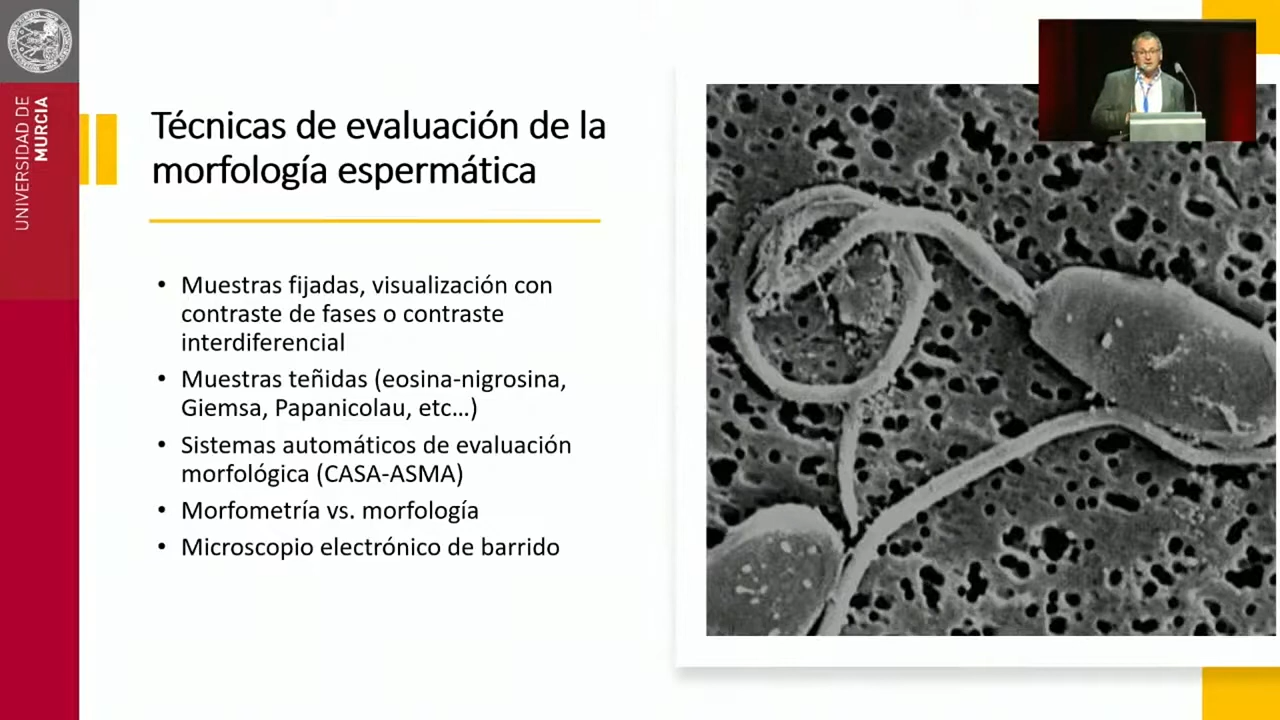 UNIVERSIDAD DE
MURCIA
Técnicas de evaluación de la
morfología espermática
• Muestras fijadas, visualización con
contraste de fases o contraste
interdiferencial
• Muestras teñidas (eosina-nigrosina,
Giemsa, Papanicolau, etc…)
• Sistemas automáticos de evaluación
morfológica (CASA-ASMA)
• Morfometría vs. morfología
• Microscopio electrónico de barrido